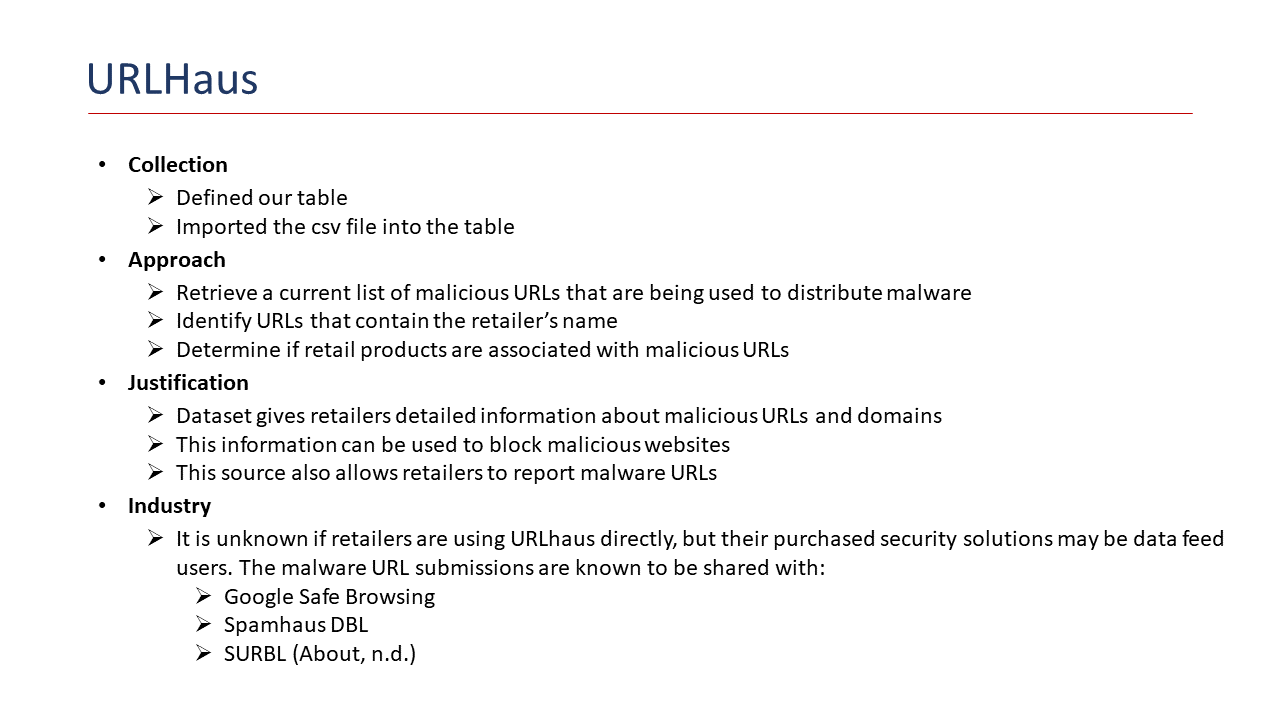 URLHaus
• Collection
➢ Defined our table
➢ Imported the csv file into the table
• Approach
➢ Retrieve a current list of malicious URLs that are being used to distribute malware
➢ Identify URLs that contain the retailer’s name
➢ Determine if retail products are associated with malicious URLs
• Justification
➢ Dataset gives retailers detailed information about malicious URLs and domains
➢ This information can be used to block malicious websites
➢ This source also allows retailers to report malware URLs
• Industry
➢ It is unknown if retailers are using URLhaus directly, but their purchased security solutions may be data feed
users. The malware URL submissions are known to be shared with:
➢ Google Safe Browsing
➢ Spamhaus DBL
➢ SURBL (About, n.d.)